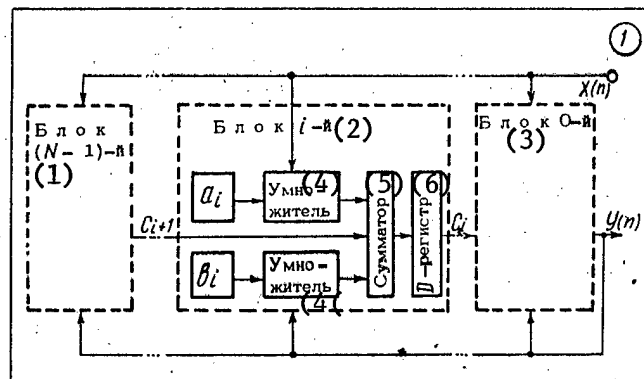 1
X(n)
Блок
(N-1)-й
(1)
Блок i-й (2)
Блок 0-й
(3)
ai
Умно-
житель
(4)
(5)
Сумматор
(6)
D-регистр
Ci+1
Ci
y(n)
bi
Умно-
житель
(4(